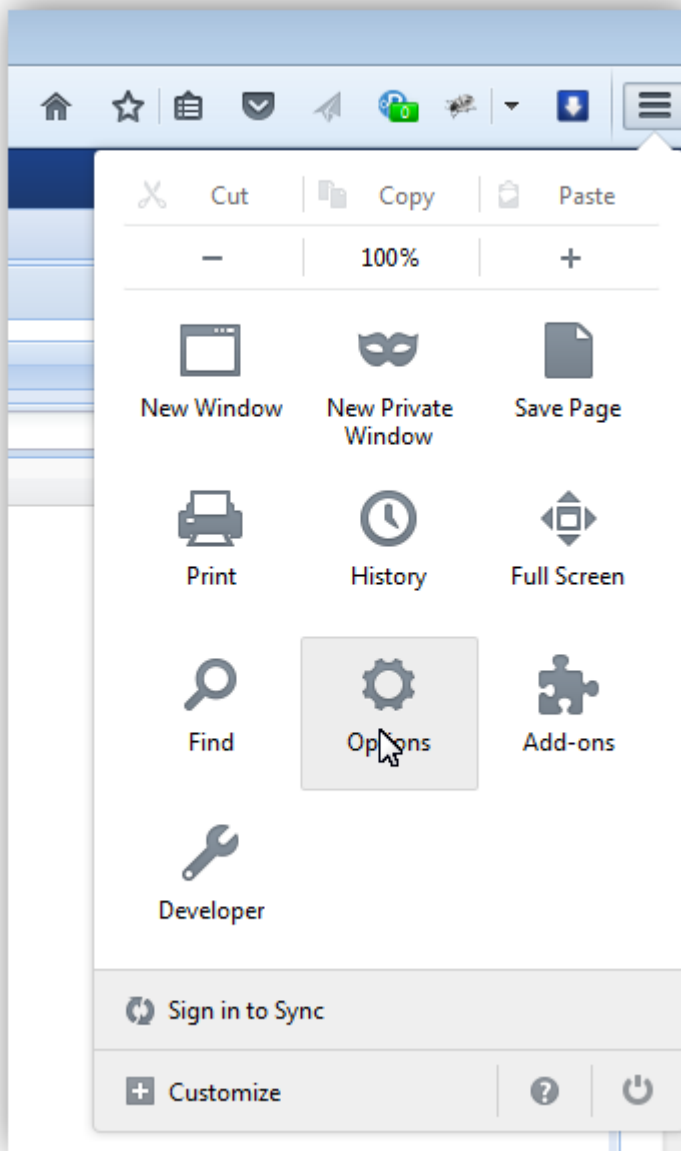 0
Cut Copy Paste
− 100% +
New Window New Private Save Page
Window
Print History Full Screen
Find Options Add-ons
Developer
Sign in to Sync
Customize ?